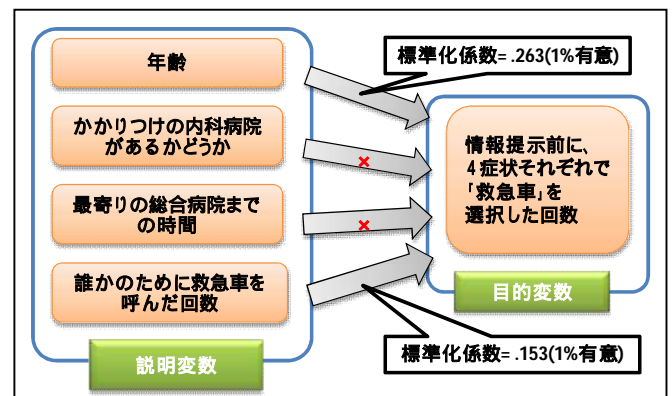 年齢
かかりつけの内科病院
があるかどうか
最寄りの総合病院まで
の時間
誰かのために救急車を
呼んだ回数
説明変数
標準化係数= .263(1%有意)
×
×
標準化係数= .153(1%有意)
情報提示前に、
4症状それぞれで
「救急車」を
選択した回数
目的変数